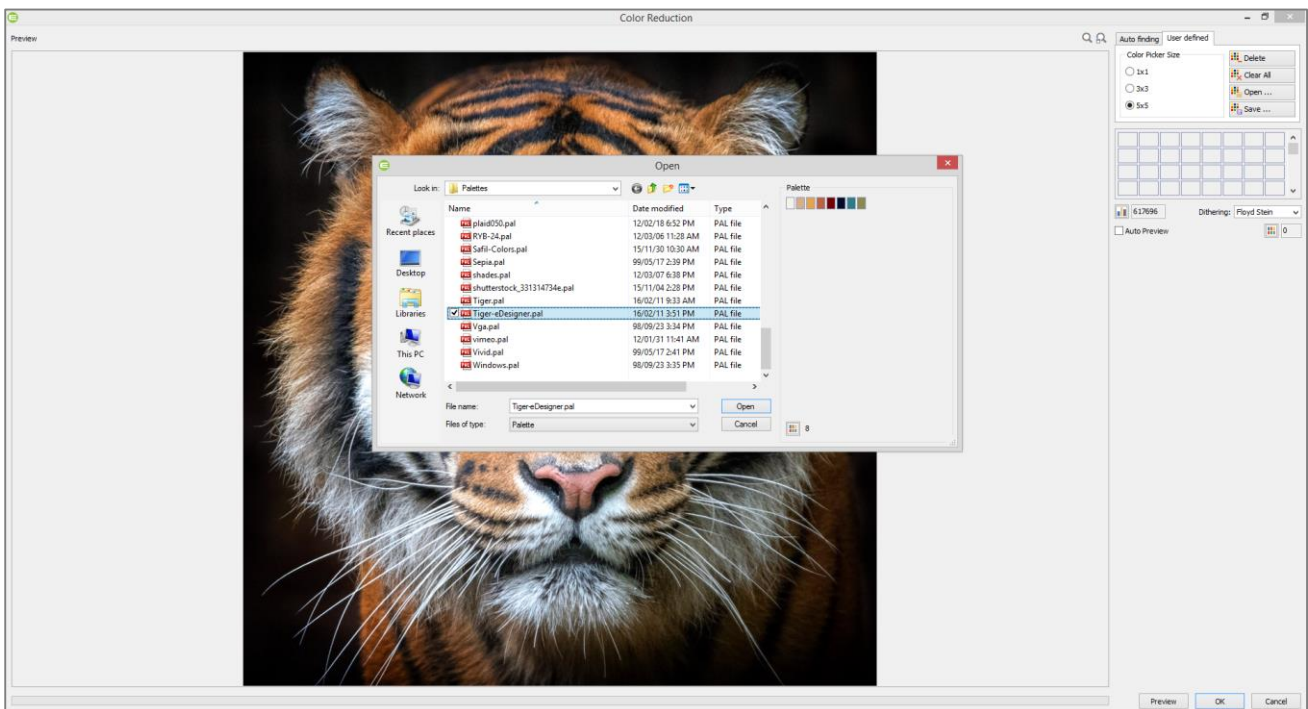 Color Reduction
Preview
Auto finding User defined
Color Picker Size
1x1
3x3
5x5
Delete
Clear All
Open ...
Save ...
617696 Dithering: Floyd Stein
Auto Preview 0
Open
Look in: Palettes
Recent places
Desktop
Libraries
This PC
Network
Name Date modified Type
plaid050.pal 12/02/18 6:52 PM PAL file
RYB-24.pal 12/03/06 11:28 AM PAL file
Safil-Colors.pal 15/11/30 10:30 AM PAL file
Sepia.pal 99/05/17 2:39 PM PAL file
shades.pal 12/03/07 6:38 PM PAL file
shutterstock_331314734e.pal 15/11/04 2:28 PM PAL file
Tiger.pal 16/02/11 9:33 AM PAL file
Tiger-eDesigner.pal 16/02/11 3:51 PM PAL file
Vga.pal 98/09/23 3:34 PM PAL file
vimeo.pal 12/01/31 11:41 AM PAL file
Vivid.pal 99/05/17 2:41 PM PAL file
Windows.pal 98/09/23 3:35 PM PAL file
File name: Tiger-eDesigner.pal Open
Files of type: Palette Cancel
Palette
8
Preview OK Cancel